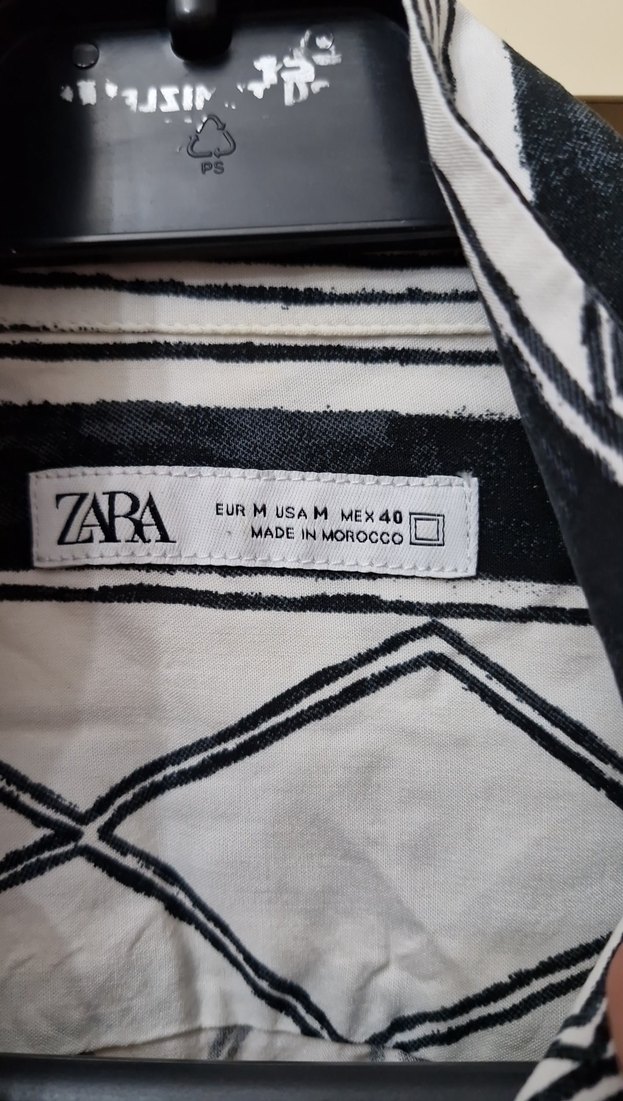 PS
ZARA
EUR M USA M MEX 40
MADE IN MOROCCO